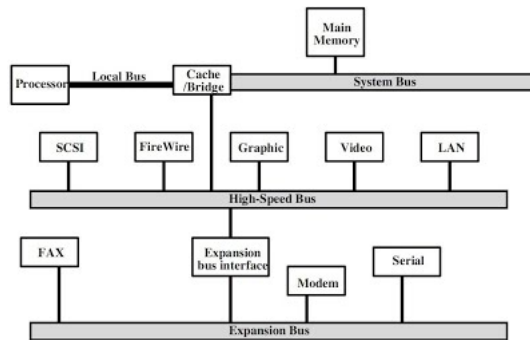 Main
Memory
Processor
Local Bus
Cache
/Bridge
System Bus
SCSI
FireWire
Graphic
Video
LAN
High-Speed Bus
FAX
Expansion
bus interface
Modem
Serial
Expansion Bus